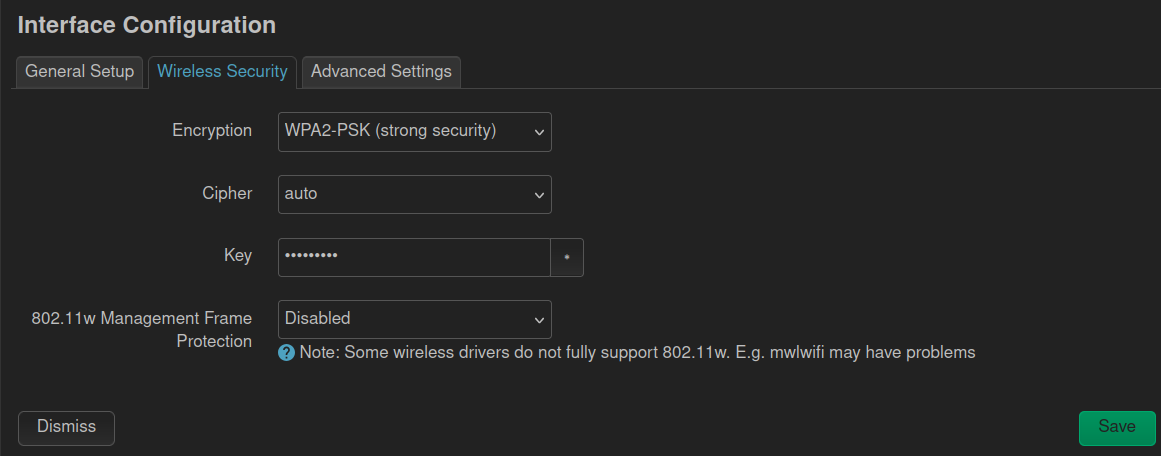 Interface Configuration
General Setup Wireless Security Advanced Settings
Encryption WPA2-PSK (strong security)
Cipher auto
Key •••••••••
802.11w Management Frame Protection Disabled
Note: Some wireless drivers do not fully support 802.11w. E.g. mwlwifi may have problems
Dismiss Save